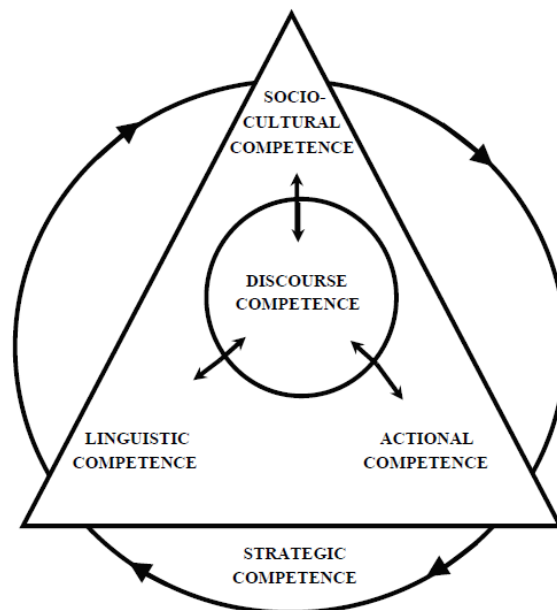 SOCIO-
CULTURAL
COMPETENCE
DISCOURSE
COMPETENCE
LINGUISTIC
COMPETENCE
ACTIONAL
COMPETENCE
STRATEGIC
COMPETENCE